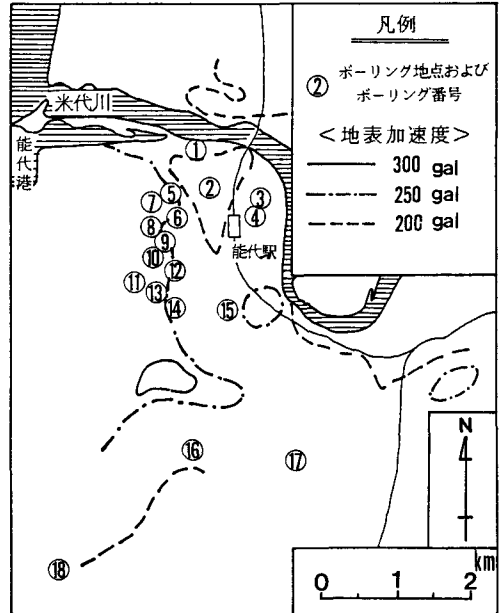 凡例
② ボーリング地点および
ボーリング番号
＜地表加速度＞
300 gal
250 gal
200 gal
米代川
能代港
①
②
③
④
⑤
⑥
⑦
⑧
⑨
⑩
⑪
⑫
⑬
⑭
能代駅
⑮
⑯
⑰
⑱
N
km
0 1 2